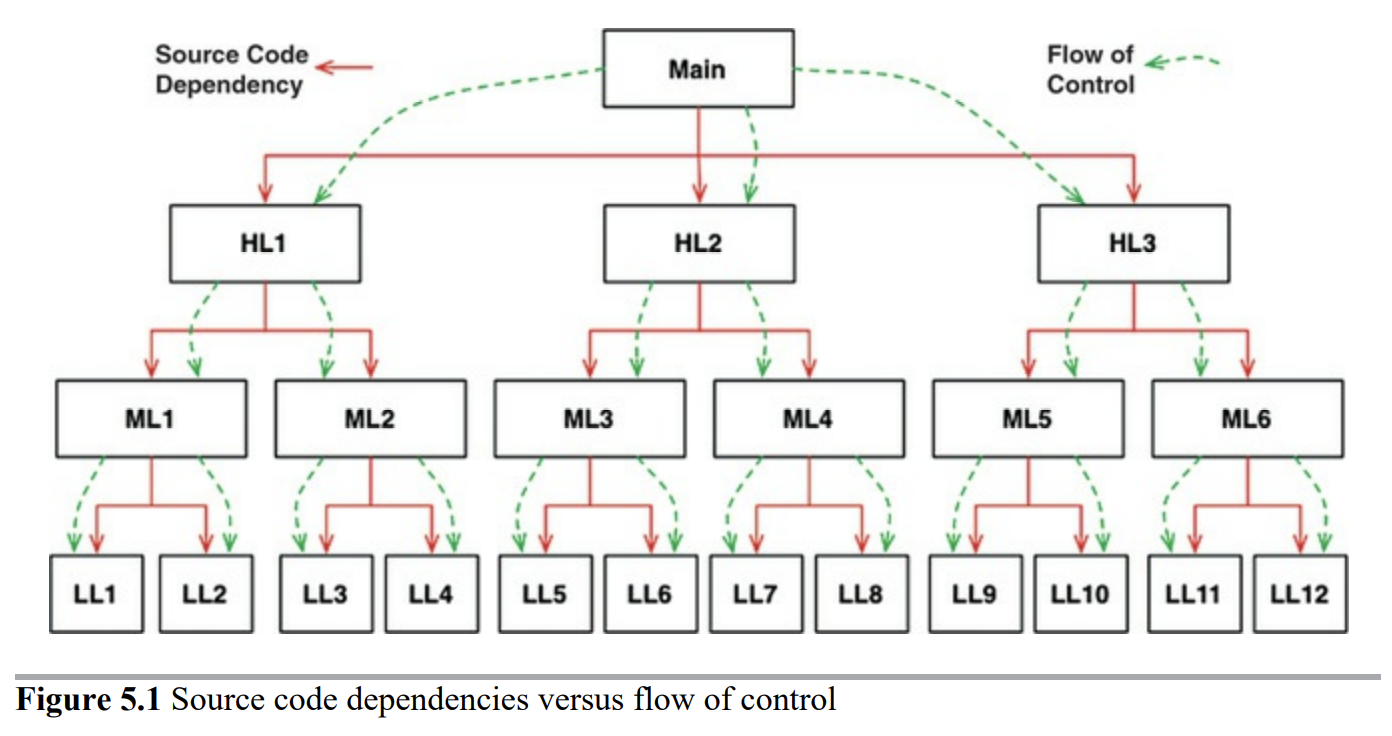 Source Code
Dependency
Main
Flow of
Control
HL1
HL2
HL3
ML1
ML2
ML3
ML4
ML5
ML6
LL1
LL2
LL3
LL4
LL5
LL6
LL7
LL8
LL9
LL10
LL11
LL12
Figure 5.1 Source code dependencies versus flow of control